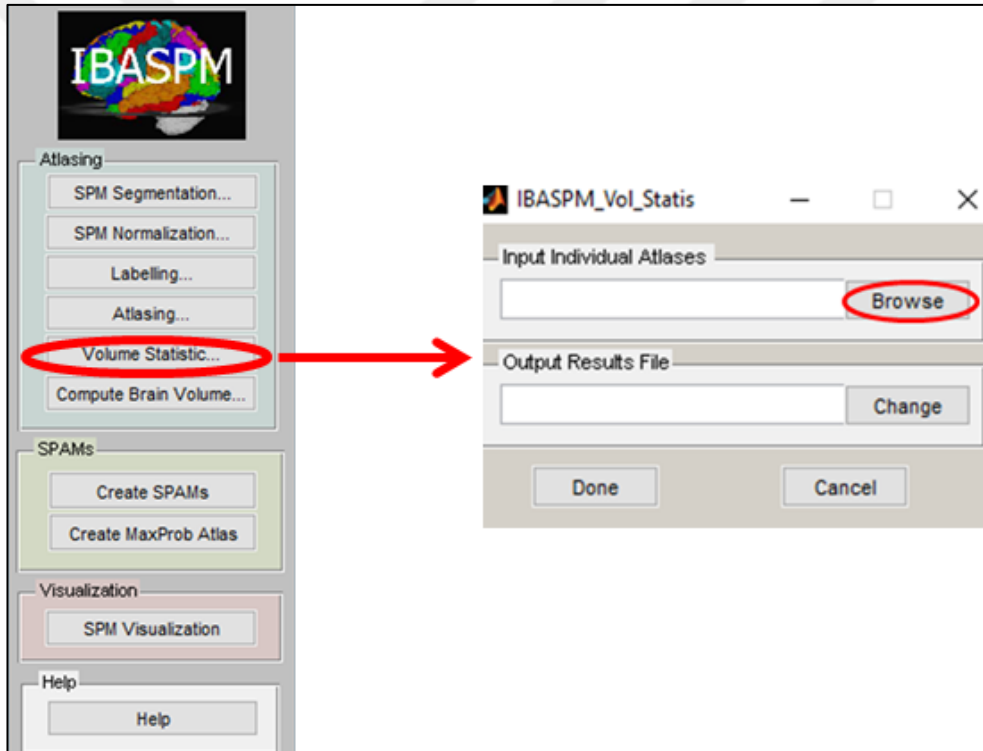 IBASPM
Atlasing
SPM Segmentation...
SPM Normalization...
Labelling...
Atlasing...
Volume Statistic...
Compute Brain Volume...
SPAMs
Create SPAMs
Create MaxProb Atlas
Visualization
SPM Visualization
Help
Help
IBASPM_Vol_Statis
Input Individual Atlases
Browse
Output Results File
Change
Done
Cancel